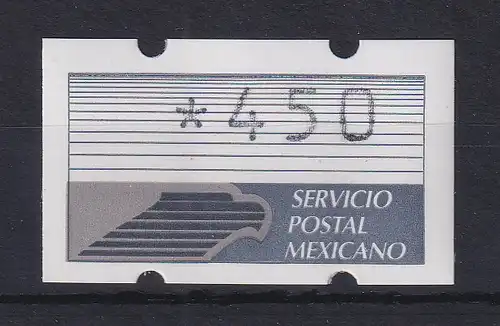 *450
SERVICIO
POSTAL
MEXICANO